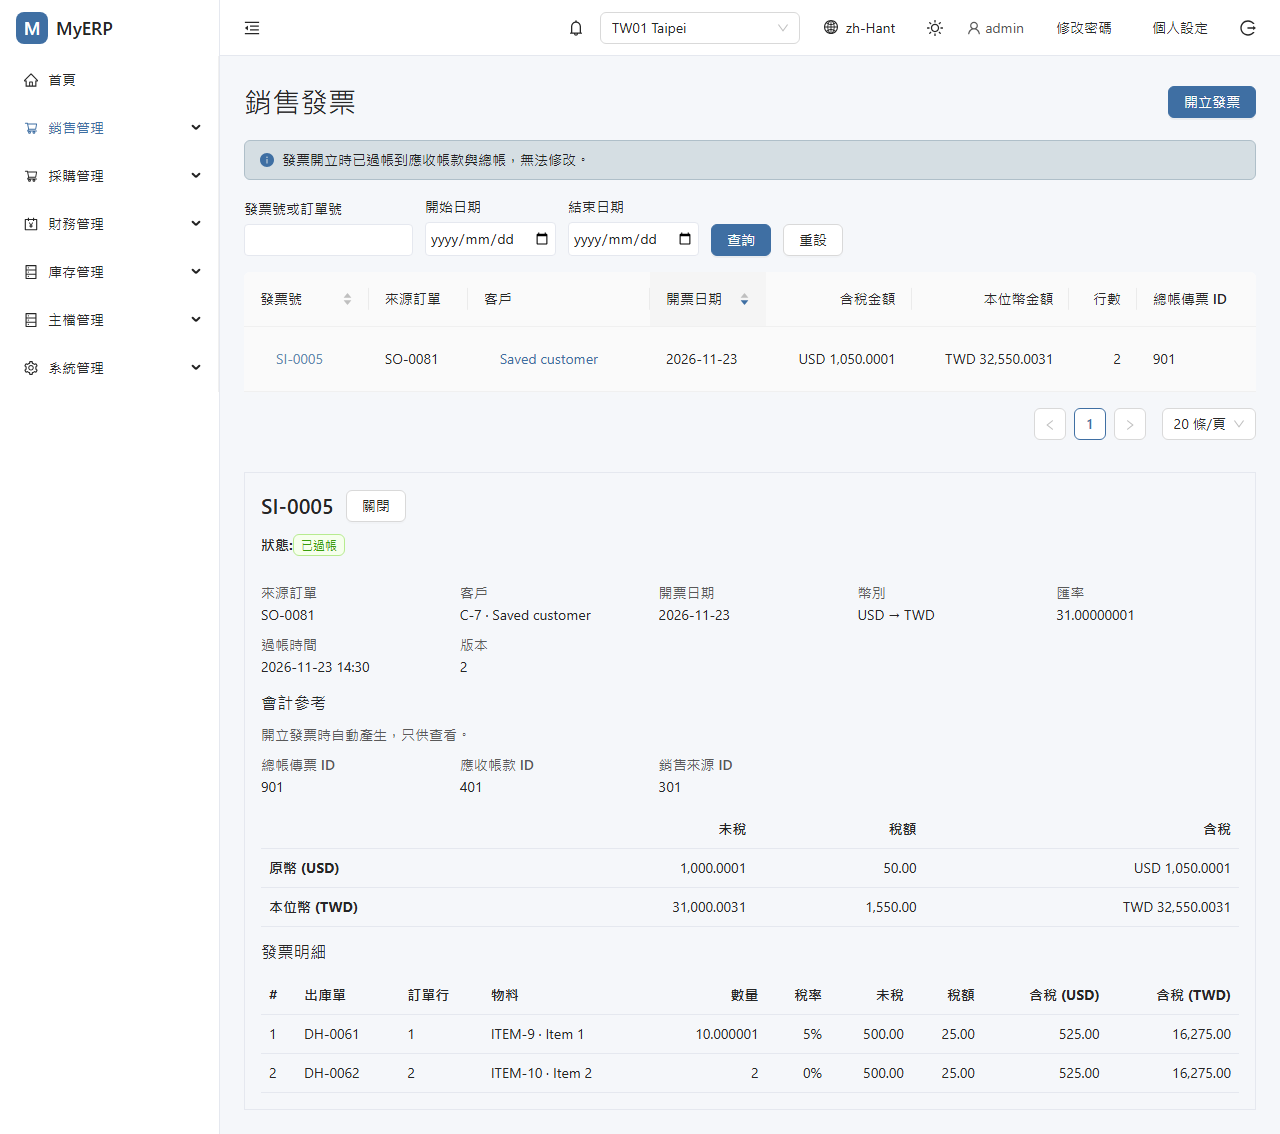 M MyERP
TW01 Taipei
zh-Hant
admin
修改密碼
個人設定
首頁
銷售管理
採購管理
財務管理
庫存管理
主檔管理
系統管理
銷售發票
開立發票
發票開立時已過帳到應收帳款與總帳，無法修改。
發票號或訂單號
開始日期
結束日期
yyyy/mm/dd
yyyy/mm/dd
查詢
重設
發票號 來源訂單 客戶 開票日期 含稅金額 本位幣金額 行數 總帳傳票 ID
SI-0005 SO-0081 Saved customer 2026-11-23 USD 1,050.0001 TWD 32,550.0031 2 901
< 1 > 20 條/頁
SI-0005 關閉
狀態: 已過帳
來源訂單 客戶 開票日期 幣別 匯率
SO-0081 C-7 · Saved customer 2026-11-23 USD → TWD 31.00000001
過帳時間 版本
2026-11-23 14:30 2
會計參考
開立發票時自動產生，只供查看。
總帳傳票 ID 應收帳款 ID 銷售來源 ID
901 401 301
未稅 稅額 含稅
原幣 (USD) 1,000.0001 50.00 USD 1,050.0001
本位幣 (TWD) 31,000.0031 1,550.00 TWD 32,550.0031
發票明細
# 出庫單 訂單行 物料 數量 稅率 未稅 稅額 含稅 (USD) 含稅 (TWD)
1 DH-0061 1 ITEM-9 · Item 1 10.000001 5% 500.00 25.00 525.00 16,275.00
2 DH-0062 2 ITEM-10 · Item 2 2 0% 500.00 25.00 525.00 16,275.00